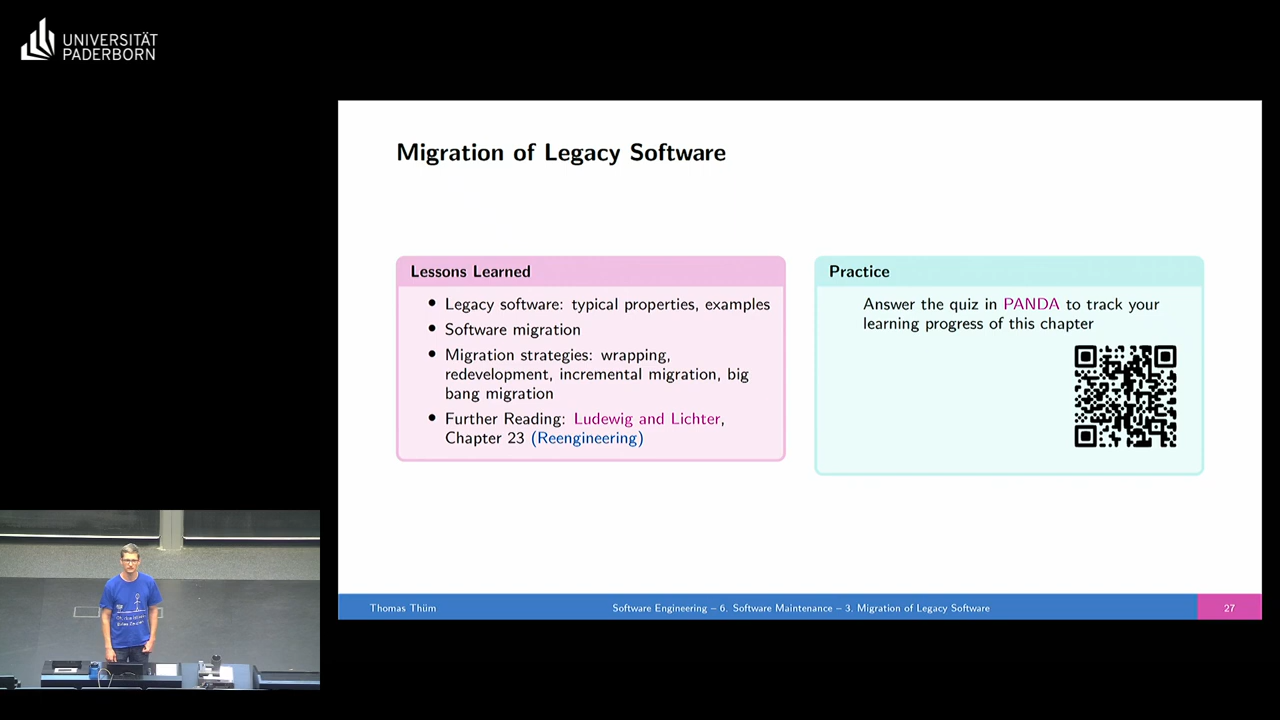 UNIVERSITÄT
PADERBORN
Migration of Legacy Software
Lessons Learned
• Legacy software: typical properties, examples
• Software migration
• Migration strategies: wrapping,
redevelopment, incremental migration, big
bang migration
• Further Reading: Ludewig and Lichter,
Chapter 23 (Reengineering)
Practice
Answer the quiz in PANDA to track your
learning progress of this chapter
Thomas Thüm
Software Engineering – 6. Software Maintenance – 3. Migration of Legacy Software
27